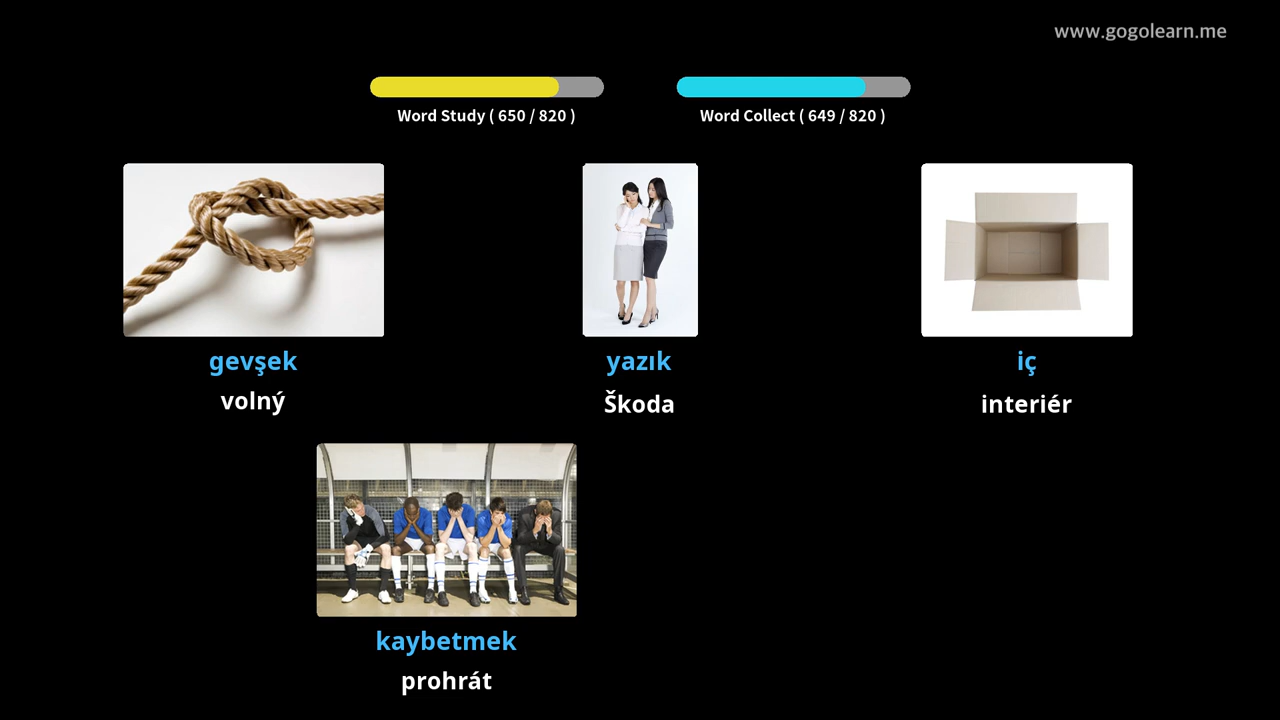 www.gogolearn.me
Word Study ( 650 / 820 )
Word Collect ( 649 / 820 )
gevşek
yazık
iç
volný
Škoda
interiér
kaybetmek
prohrát